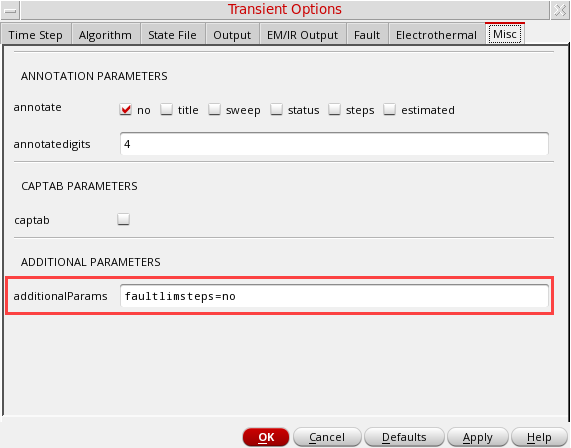 Transient Options
Time Step Algorithm State File Output EM/IR Output Fault Electrothermal Misc
ANNOTATION PARAMETERS
annotate no title sweep status steps estimated
annotatedigits 4
CAPTAB PARAMETERS
captab
ADDITIONAL PARAMETERS
additionalParams faultlimsteps=no
OK Cancel Defaults Apply Help